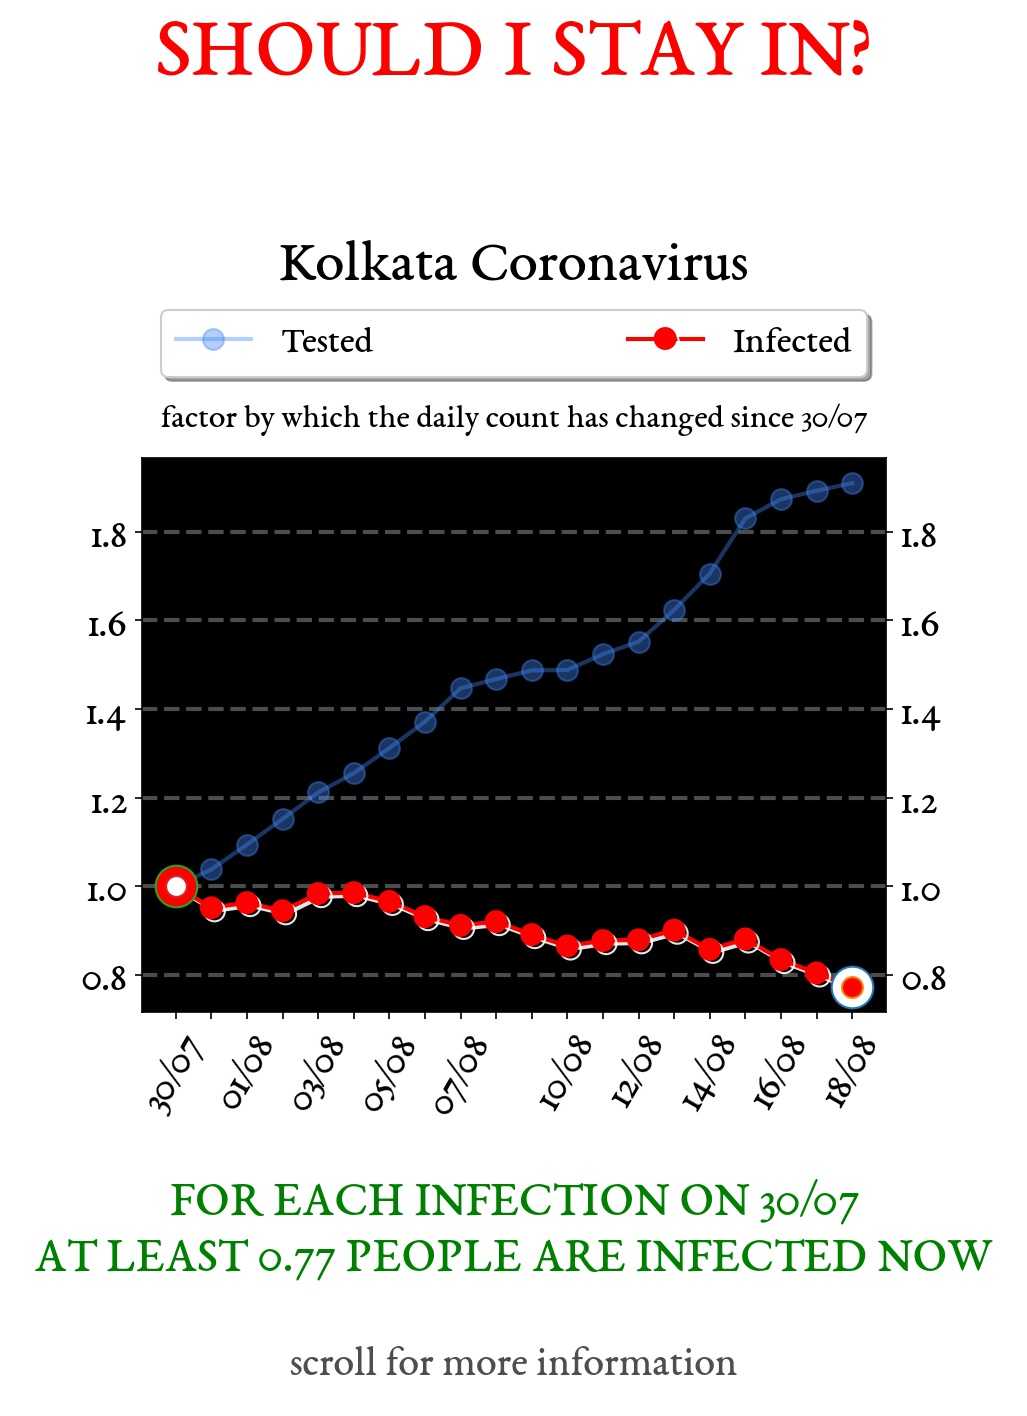 SHOULD I STAY IN?
Kolkata Coronavirus
Tested Infected
factor by which the daily count has changed since 30/07
1.8 1.8
1.6 1.6
1.4 1.4
1.2 1.2
1.0 1.0
0.8 0.8
30/07 01/08 03/08 05/08 07/08 10/08 12/08 14/08 16/08 18/08
FOR EACH INFECTION ON 30/07
AT LEAST 0.77 PEOPLE ARE INFECTED NOW
scroll for more information